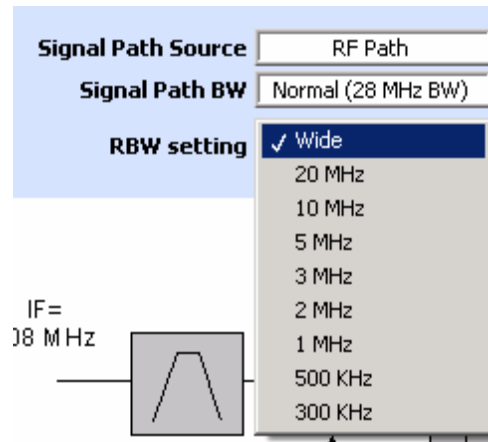 Signal Path Source RF Path
Signal Path BW Normal (28 MHz BW)
RBW setting ✓ Wide
20 MHz
10 MHz
5 MHz
3 MHz
2 MHz
1 MHz
500 KHz
300 KHz
IF=
08 MHz